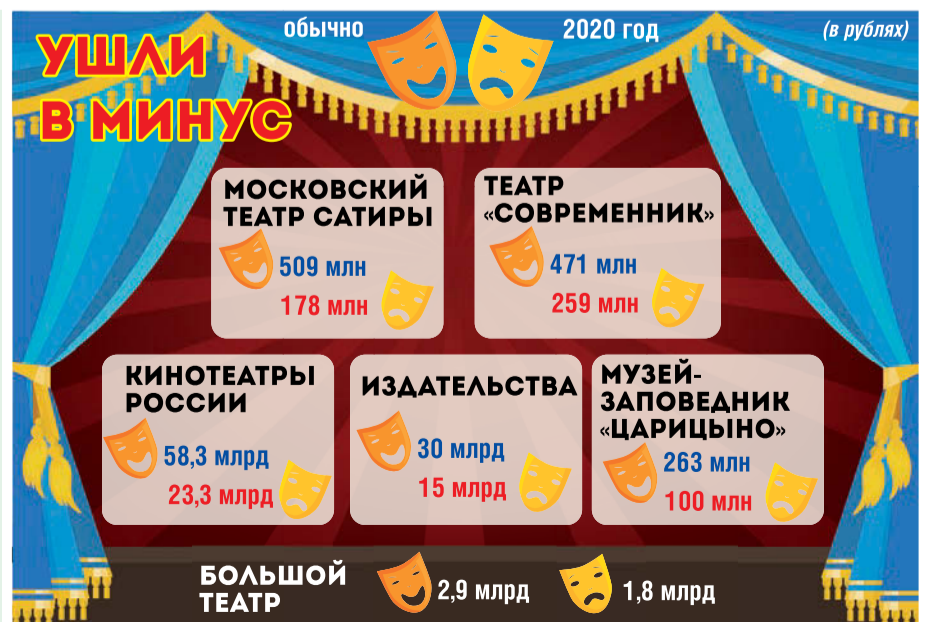 УШЛИ
В МИНУС
обычно
2020 год
(в рублях)
МОСКОВСКИЙ
ТЕАТР САТИРЫ
509 млн
178 млн
ТЕАТР
«СОВРЕМЕННИК»
471 млн
259 млн
КИНОТЕАТРЫ
РОССИИ
58,3 млрд
23,3 млрд
ИЗДАТЕЛЬСТВА
30 млрд
15 млрд
МУЗЕЙ-
ЗАПОВЕДНИК
«ЦАРИЦЫНО»
263 млн
100 млн
БОЛЬШОЙ
ТЕАТР
2,9 млрд
1,8 млрд